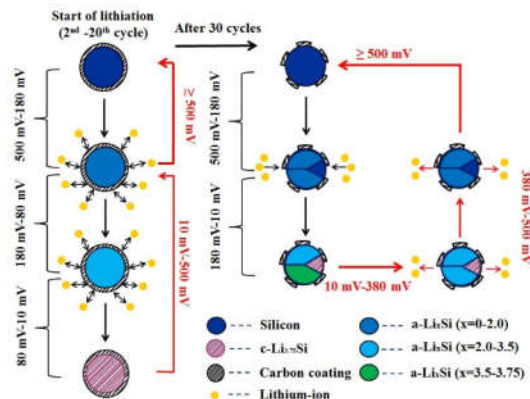 Start of lithiation
(2nd -20th cycle)
After 30 cycles
500 mV-180 mV
180 mV-80 mV
80 mV-10 mV
≥ 500 mV
10 mV-500 mV
500 mV-180 mV
180 mV-10 mV
≥ 500 mV
380 mV-500 mV
10 mV-380 mV
Silicon
c-Li3.75Si
Carbon coating
Lithium-ion
a-LixSi (x=0-2.0)
a-LixSi (x=2.0-3.5)
a-LixSi (x=3.5-3.75)